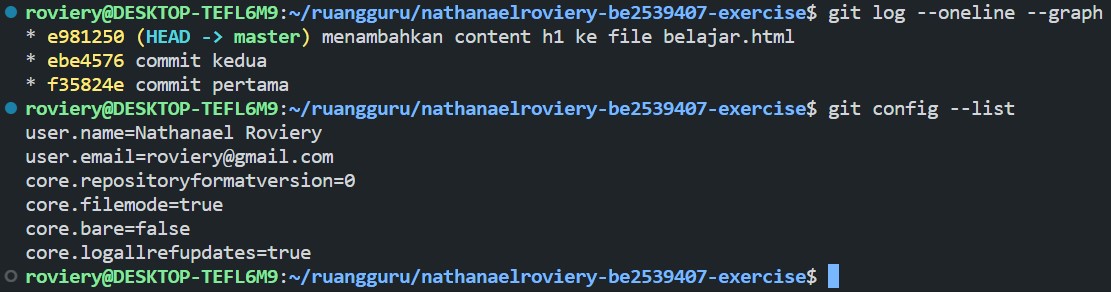 roviery@DESKTOP-TEFL6M9:~/ruangguru/nathanaelroviery-be2539407-exercise$ git log --oneline --graph
* e981250 (HEAD -> master) menambahkan content h1 ke file belajar.html
* ebe4576 commit kedua
* f35824e commit pertama
roviery@DESKTOP-TEFL6M9:~/ruangguru/nathanaelroviery-be2539407-exercise$ git config --list
user.name=Nathanael Roviery
user.email=roviery@gmail.com
core.repositoryformatversion=0
core.filemode=true
core.bare=false
core.logallrefupdates=true
roviery@DESKTOP-TEFL6M9:~/ruangguru/nathanaelroviery-be2539407-exercise$